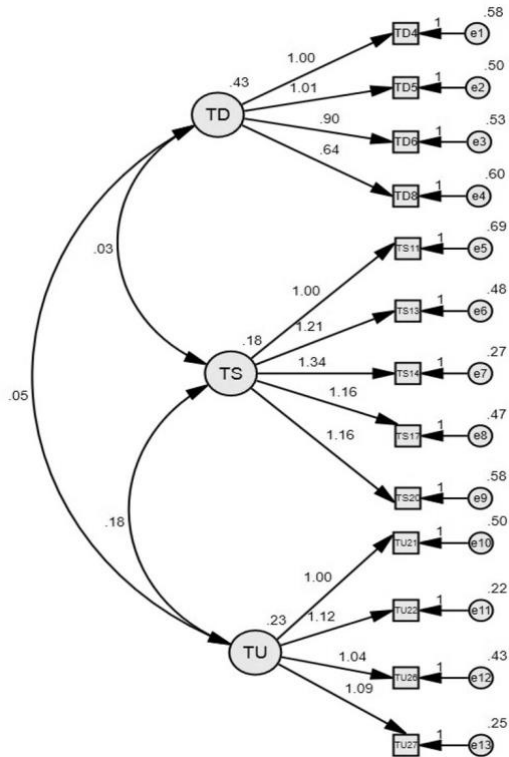 .58
TD4 1 e1
1.00
.43
.50
1.01
TD5 1 e2
TD
.53
.90
TD6 1 e3
.64
.60
TD8 1 e4
.69
.03
TS11 1 e5
1.00
.48
1.21
TS13 1 e6
.18
.27
1.34
TS14 1 e7
TS
1.16
.47
.05
TS17 1 e8
1.16
.58
TS20 1 e9
.18
.50
TU21 1 e10
1.00
.22
.23
1.12
TU22 1 e11
TU
.43
1.04
TU26 1 e12
1.09
.25
TU27 1 e13